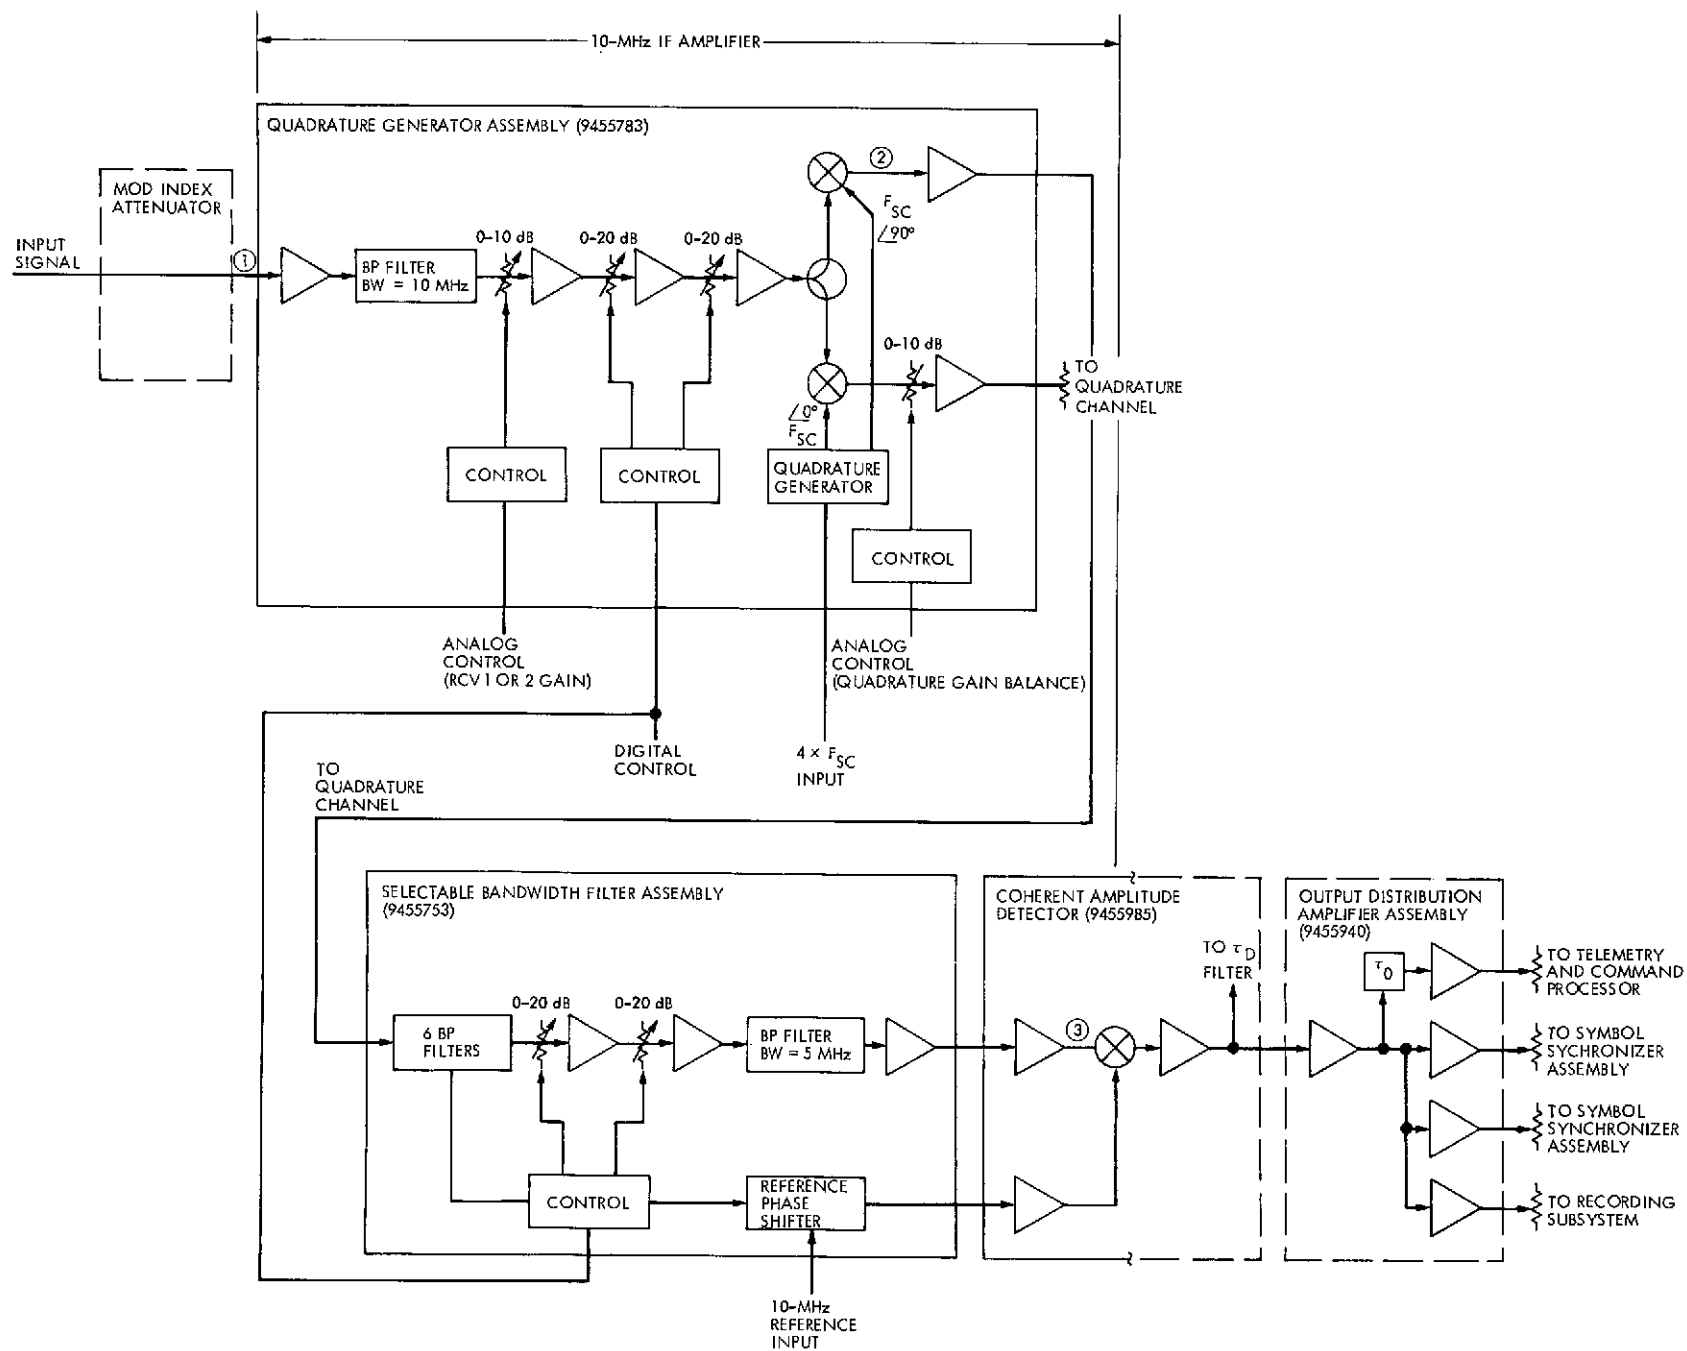 10-MHz IF AMPLIFIER
QUADRATURE GENERATOR ASSEMBLY (9455783)
MOD INDEX
ATTENUATOR
INPUT
SIGNAL
1
BP FILTER
BW = 10 MHz
0-10 dB
0-20 dB
0-20 dB
2
F_SC
∠90°
0-10 dB
∠0°
F_SC
TO
QUADRATURE
CHANNEL
CONTROL
CONTROL
QUADRATURE
GENERATOR
CONTROL
ANALOG
CONTROL
(RCV 1 OR 2 GAIN)
ANALOG
CONTROL
(QUADRATURE GAIN BALANCE)
DIGITAL
CONTROL
4 × F_SC
INPUT
TO
QUADRATURE
CHANNEL
SELECTABLE BANDWIDTH FILTER ASSEMBLY
(9455753)
6 BP
FILTERS
0-20 dB
0-20 dB
BP FILTER
BW = 5 MHz
CONTROL
REFERENCE
PHASE
SHIFTER
10-MHz
REFERENCE
INPUT
COHERENT AMPLITUDE
DETECTOR (9455985)
3
TO τ_D
FILTER
OUTPUT DISTRIBUTION
AMPLIFIER ASSEMBLY
(9455940)
τ_0
TO TELEMETRY
AND COMMAND
PROCESSOR
TO SYMBOL
SYCHRONIZER
ASSEMBLY
TO SYMBOL
SYNCHRONIZER
ASSEMBLY
TO RECORDING
SUBSYSTEM